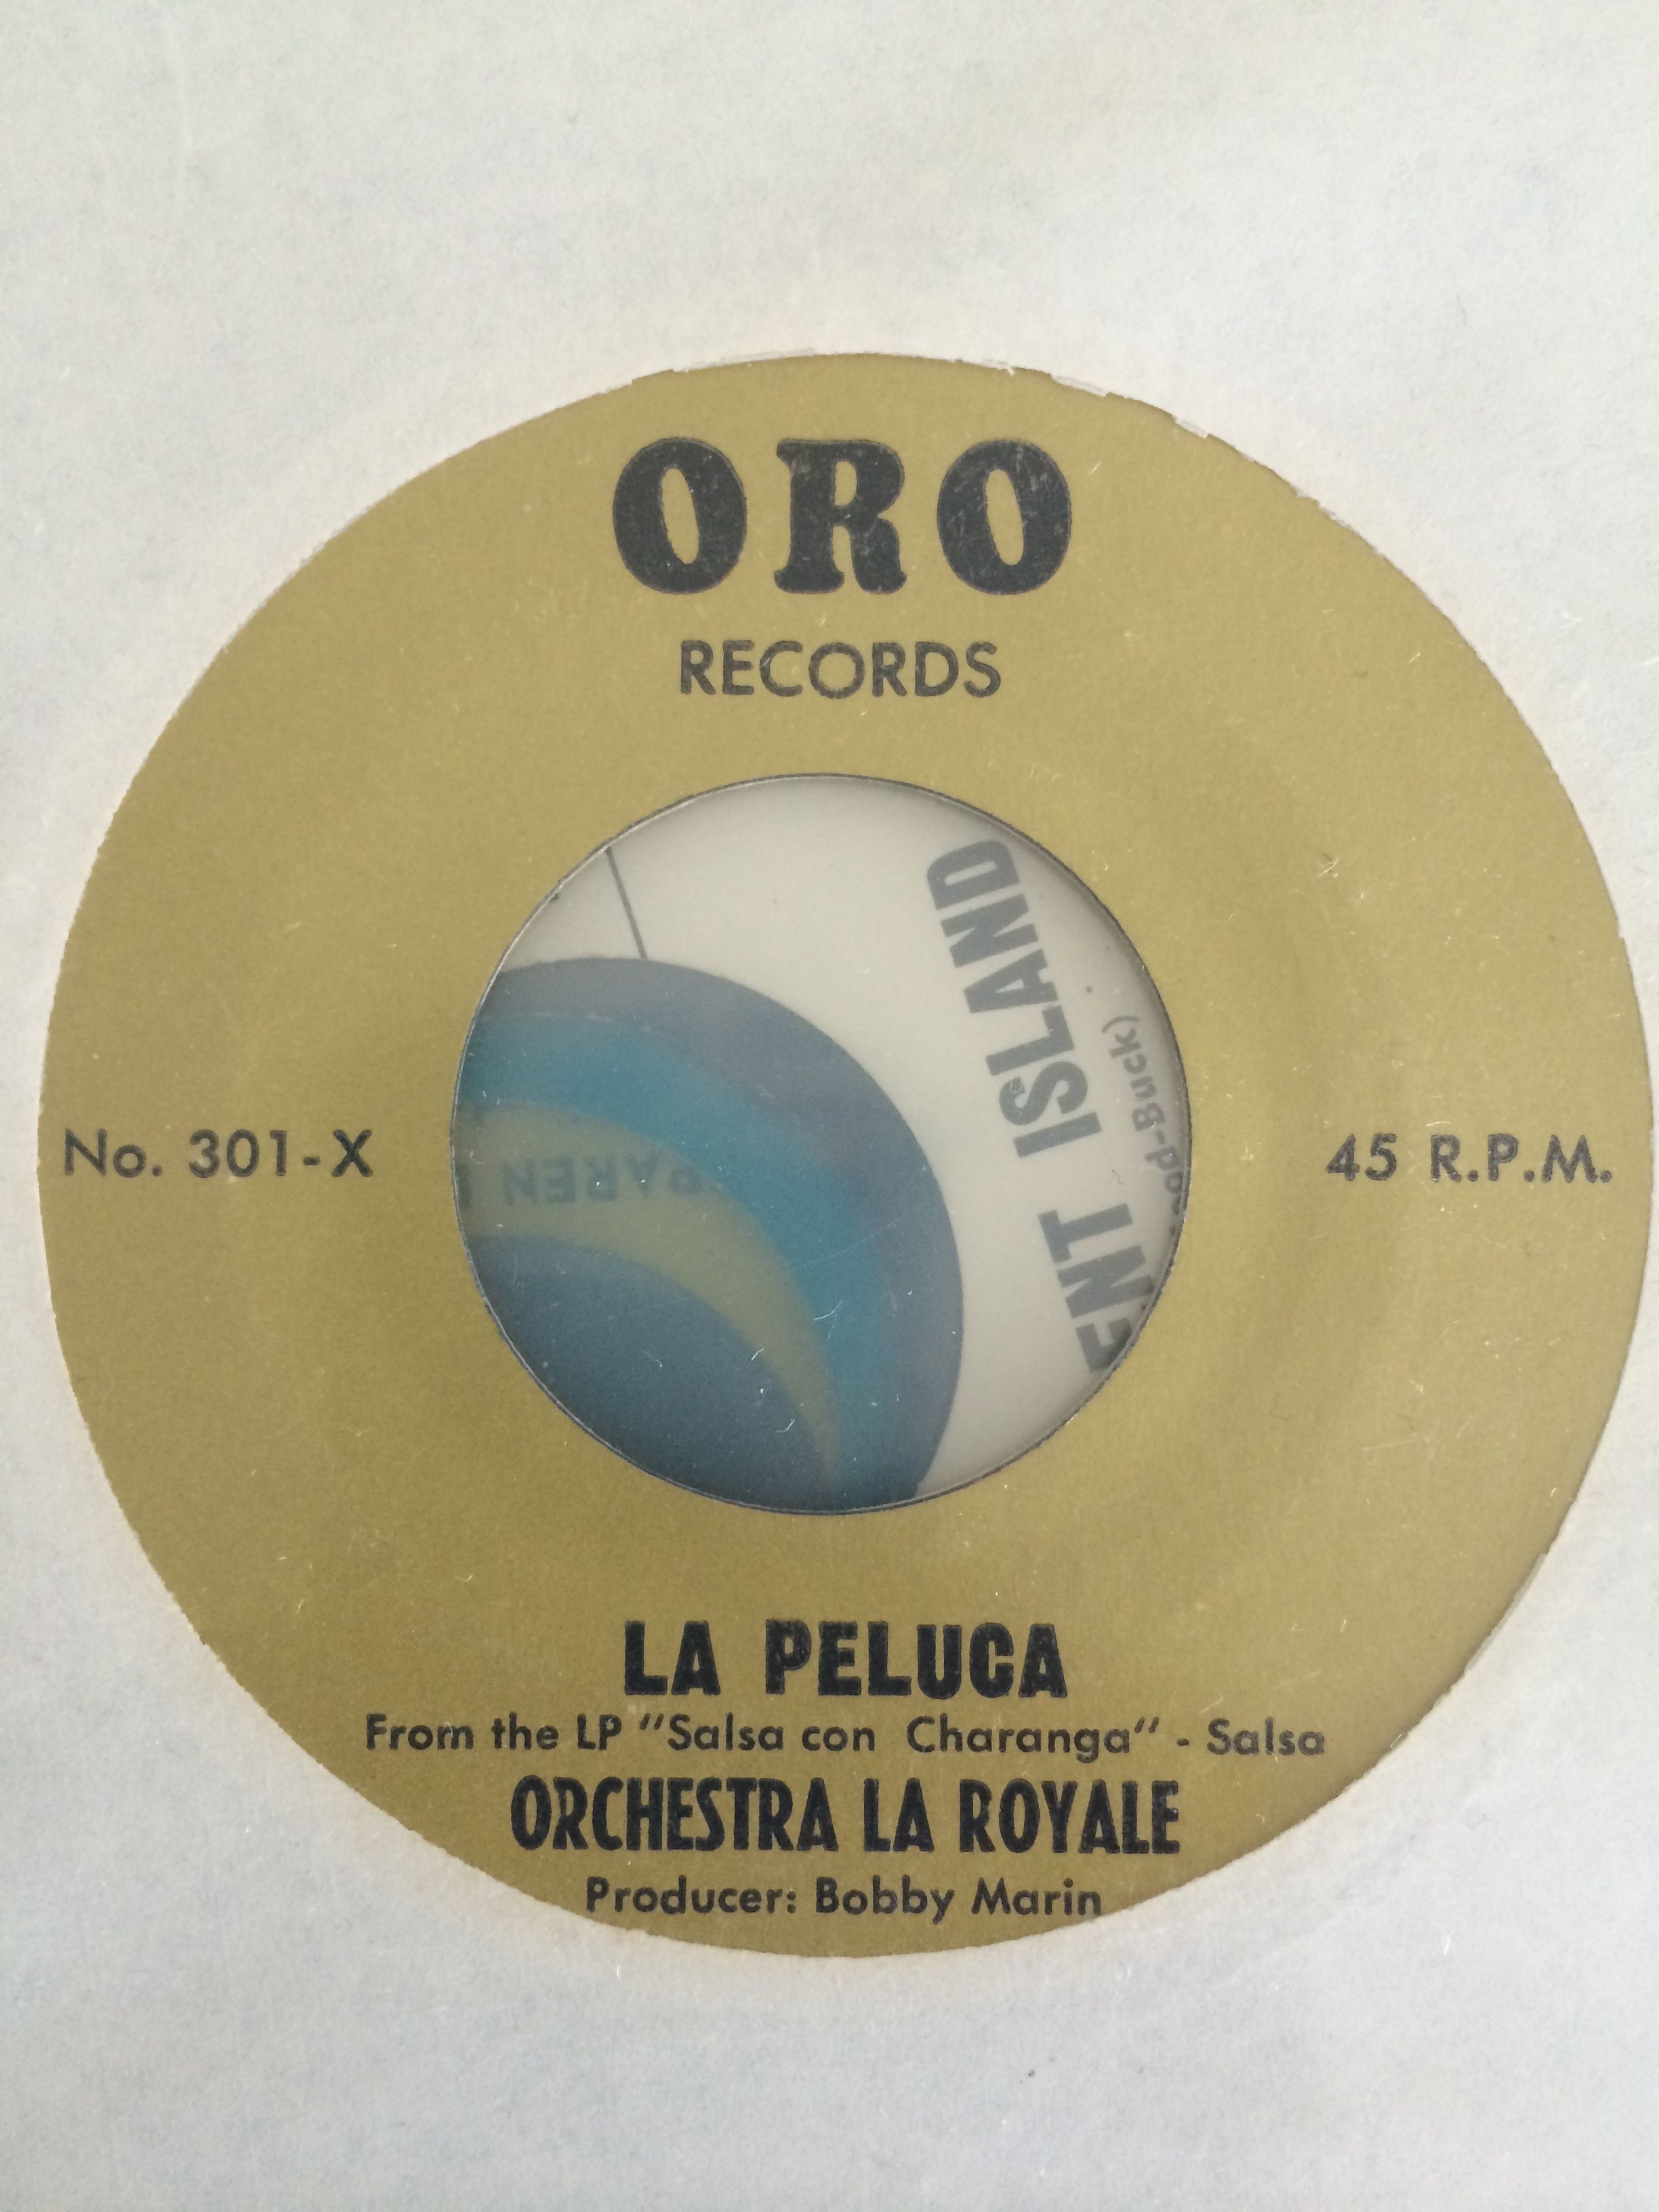 ORO
RECORDS
ISLAND
No. 301-X
45 R.P.M.
LA PELUCA
From the LP "Salsa con Charanga" - Salsa
ORCHESTRA LA ROYALE
Producer: Bobby Marin